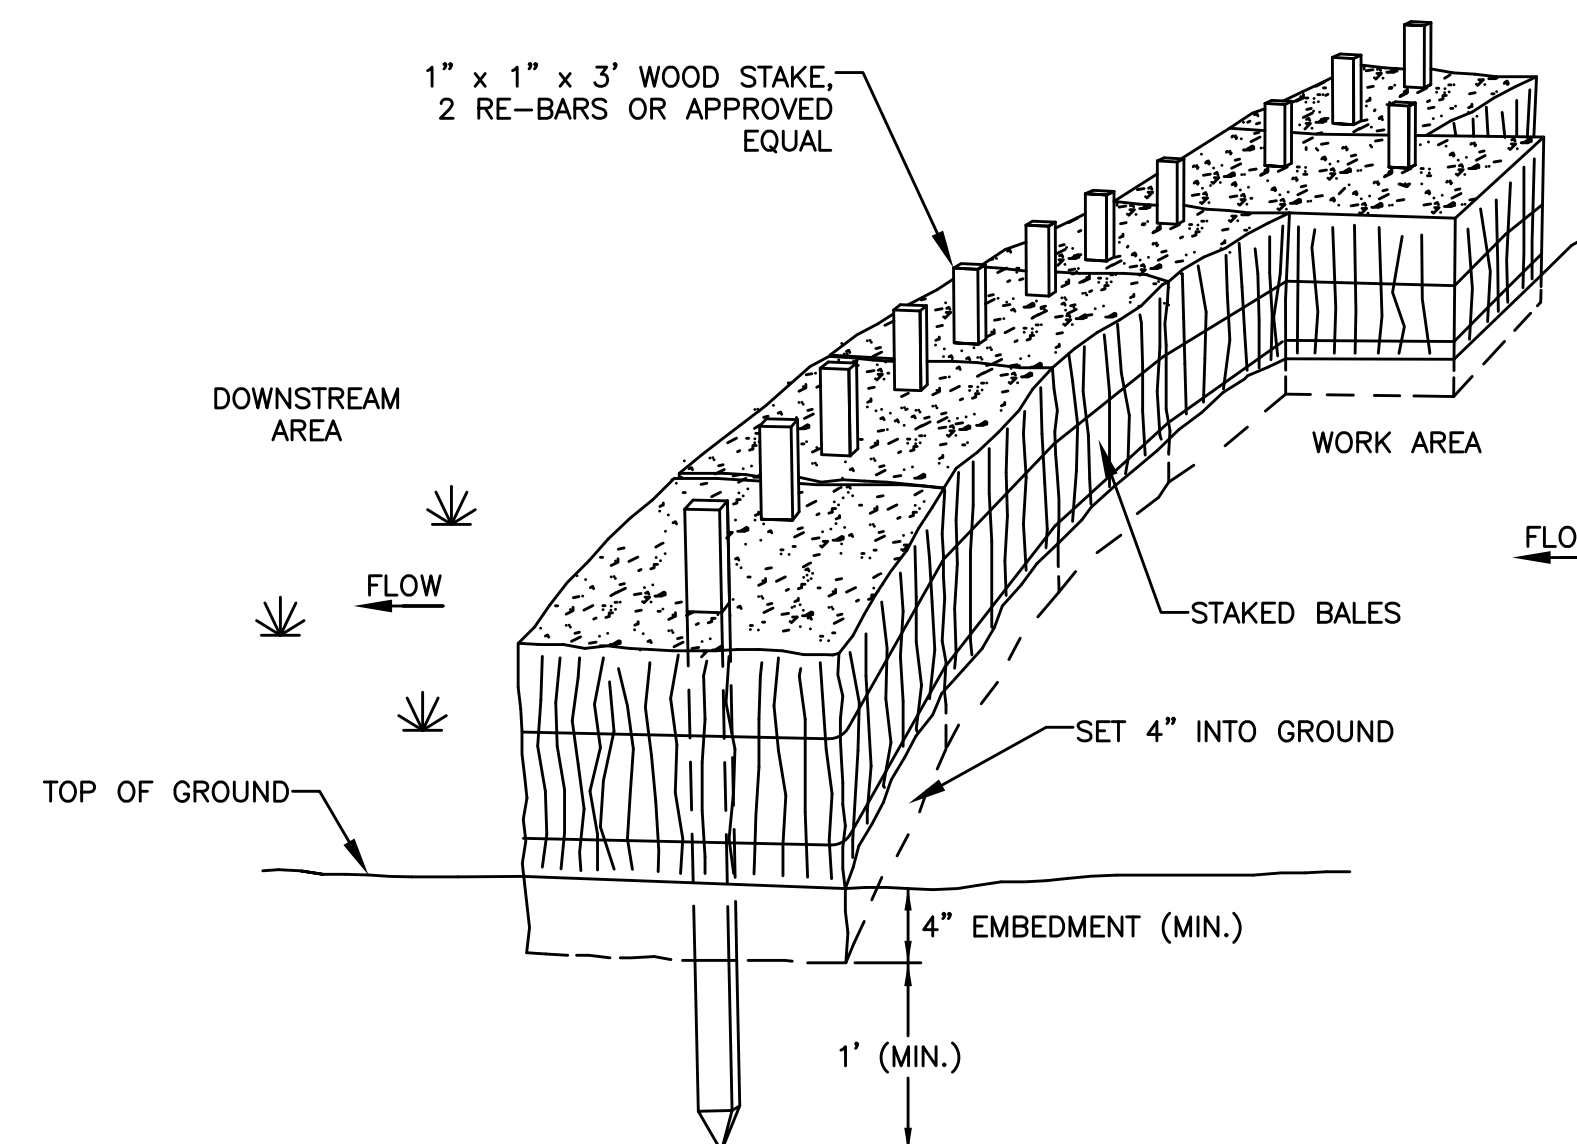 1" x 1" x 3' WOOD STAKE,
2 RE-BARS OR APPROVED
EQUAL
DOWNSTREAM
AREA
WORK AREA
FLOW
STAKED BALES
SET 4" INTO GROUND
TOP OF GROUND
4" EMBEDMENT (MIN.)
1' (MIN.)